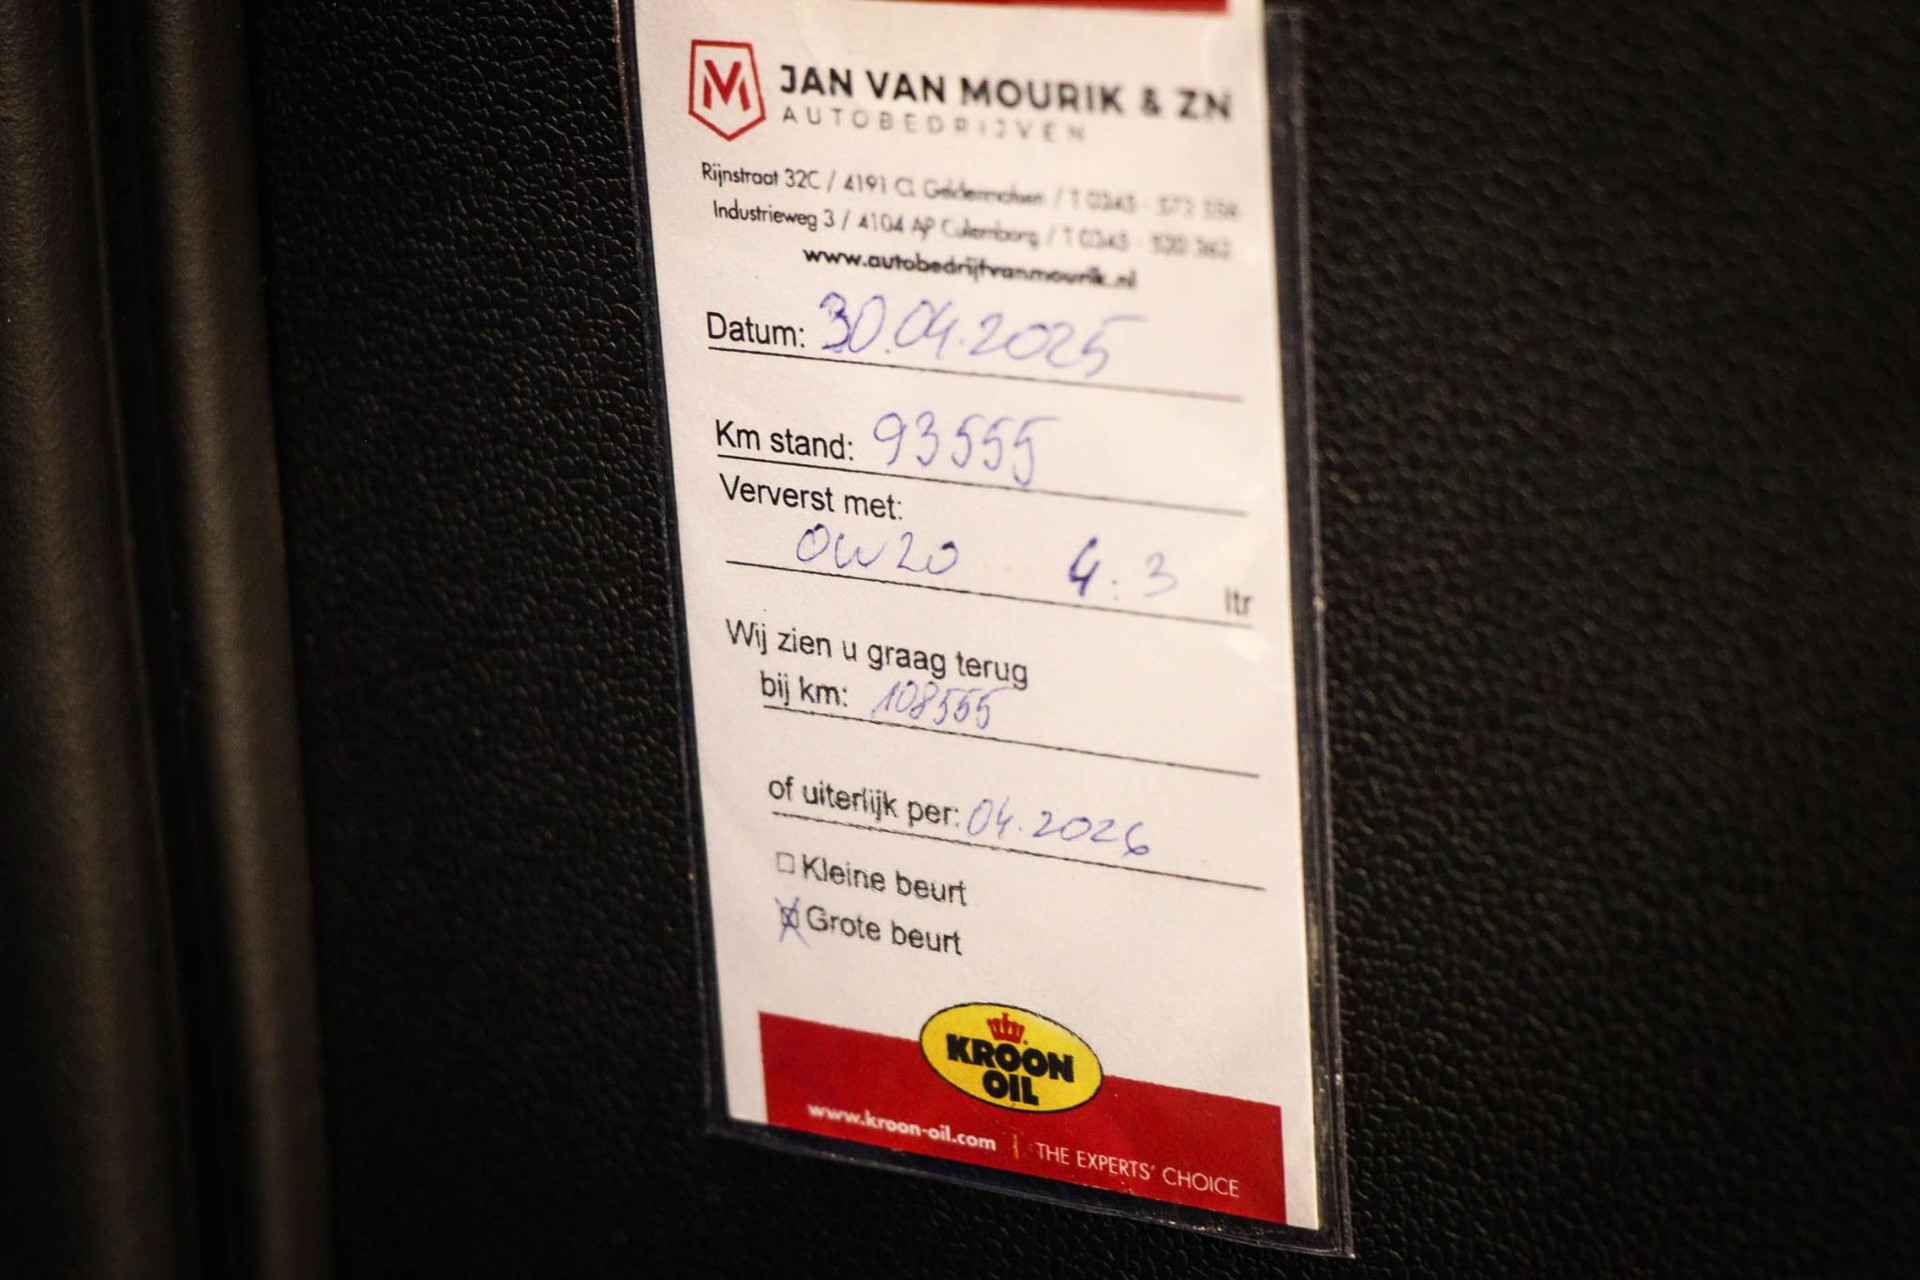 JAN VAN MOURIK & ZN
AUTOBEDRIJVEN
Rijnstraat 32C / 4191 CL Geldermalsen / T 0345 -
Industrieweg 3 / 4104 AP Culemborg / T 0345 -
www.autobedrijfvanmourik.nl
Datum: 30.04.2025
Km stand: 93555
Ververst met:
0W20 4.3 ltr
Wij zien u graag terug
bij km: 108555
of uiterlijk per: 04.2026
Kleine beurt
Grote beurt
KROON
OIL
www.kroon-oil.com | THE EXPERTS' CHOICE